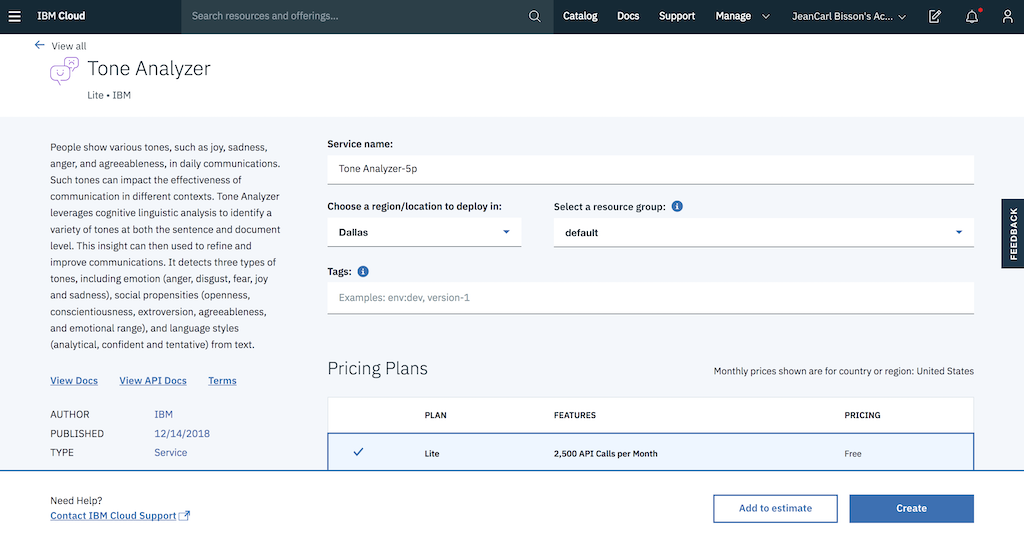 IBM Cloud
Search resources and offerings...
Catalog
Docs
Support
Manage
JeanCarl Bisson's Ac...
View all
Tone Analyzer
Lite • IBM
People show various tones, such as joy, sadness,
anger, and agreeableness, in daily communications.
Such tones can impact the effectiveness of
communication in different contexts. Tone Analyzer
leverages cognitive linguistic analysis to identify a
variety of tones at both the sentence and document
level. This insight can then used to refine and
improve communications. It detects three types of
tones, including emotion (anger, disgust, fear, joy
and sadness), social propensities (openness,
conscientiousness, extroversion, agreeableness,
and emotional range), and language styles
(analytical, confident and tentative) from text.
View Docs
View API Docs
Terms
AUTHOR IBM
PUBLISHED 12/14/2018
TYPE Service
Service name:
Tone Analyzer-5p
Choose a region/location to deploy in:
Dallas
Select a resource group:
default
Tags:
Examples: env:dev, version-1
Pricing Plans
Monthly prices shown are for country or region: United States
PLAN FEATURES PRICING
Lite 2,500 API Calls per Month Free
FEEDBACK
Need Help?
Contact IBM Cloud Support
Add to estimate
Create